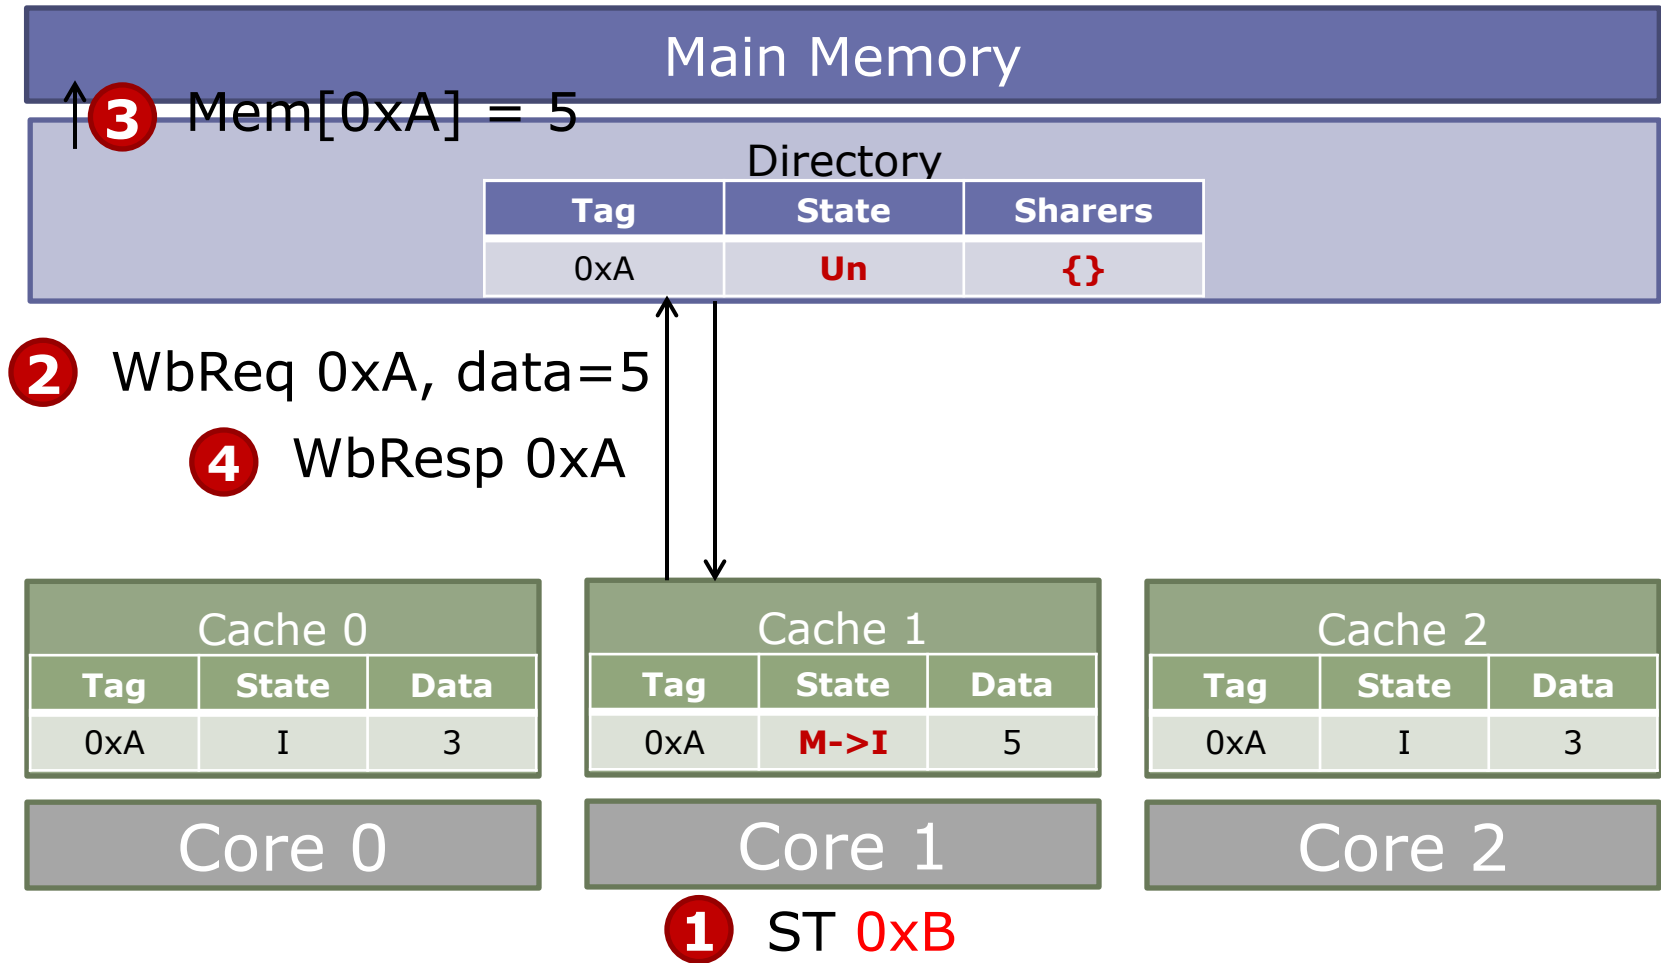 Main Memory
3 Mem[0xA] = 5
Directory
Tag State Sharers
0xA Un {}
2 WbReq 0xA, data=5
4 WbResp 0xA
Cache 0
Tag State Data
0xA I 3
Core 0
Cache 1
Tag State Data
0xA M->I 5
Core 1
Cache 2
Tag State Data
0xA I 3
Core 2
1 ST 0xB